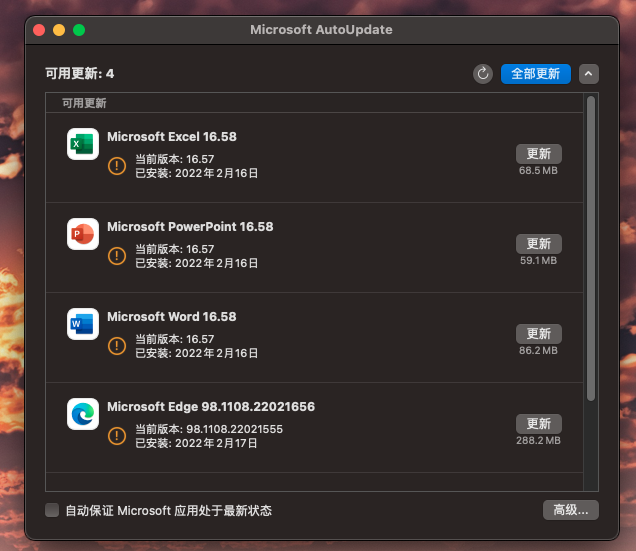 Microsoft AutoUpdate
可用更新: 4
全部更新
可用更新
Microsoft Excel 16.58
当前版本: 16.57
已安装: 2022年2月16日
更新
68.5 MB
Microsoft PowerPoint 16.58
当前版本: 16.57
已安装: 2022年2月16日
更新
59.1 MB
Microsoft Word 16.58
当前版本: 16.57
已安装: 2022年2月16日
更新
86.2 MB
Microsoft Edge 98.1108.22021656
当前版本: 98.1108.22021555
已安装: 2022年2月17日
更新
288.2 MB
自动保证 Microsoft 应用处于最新状态
高级...